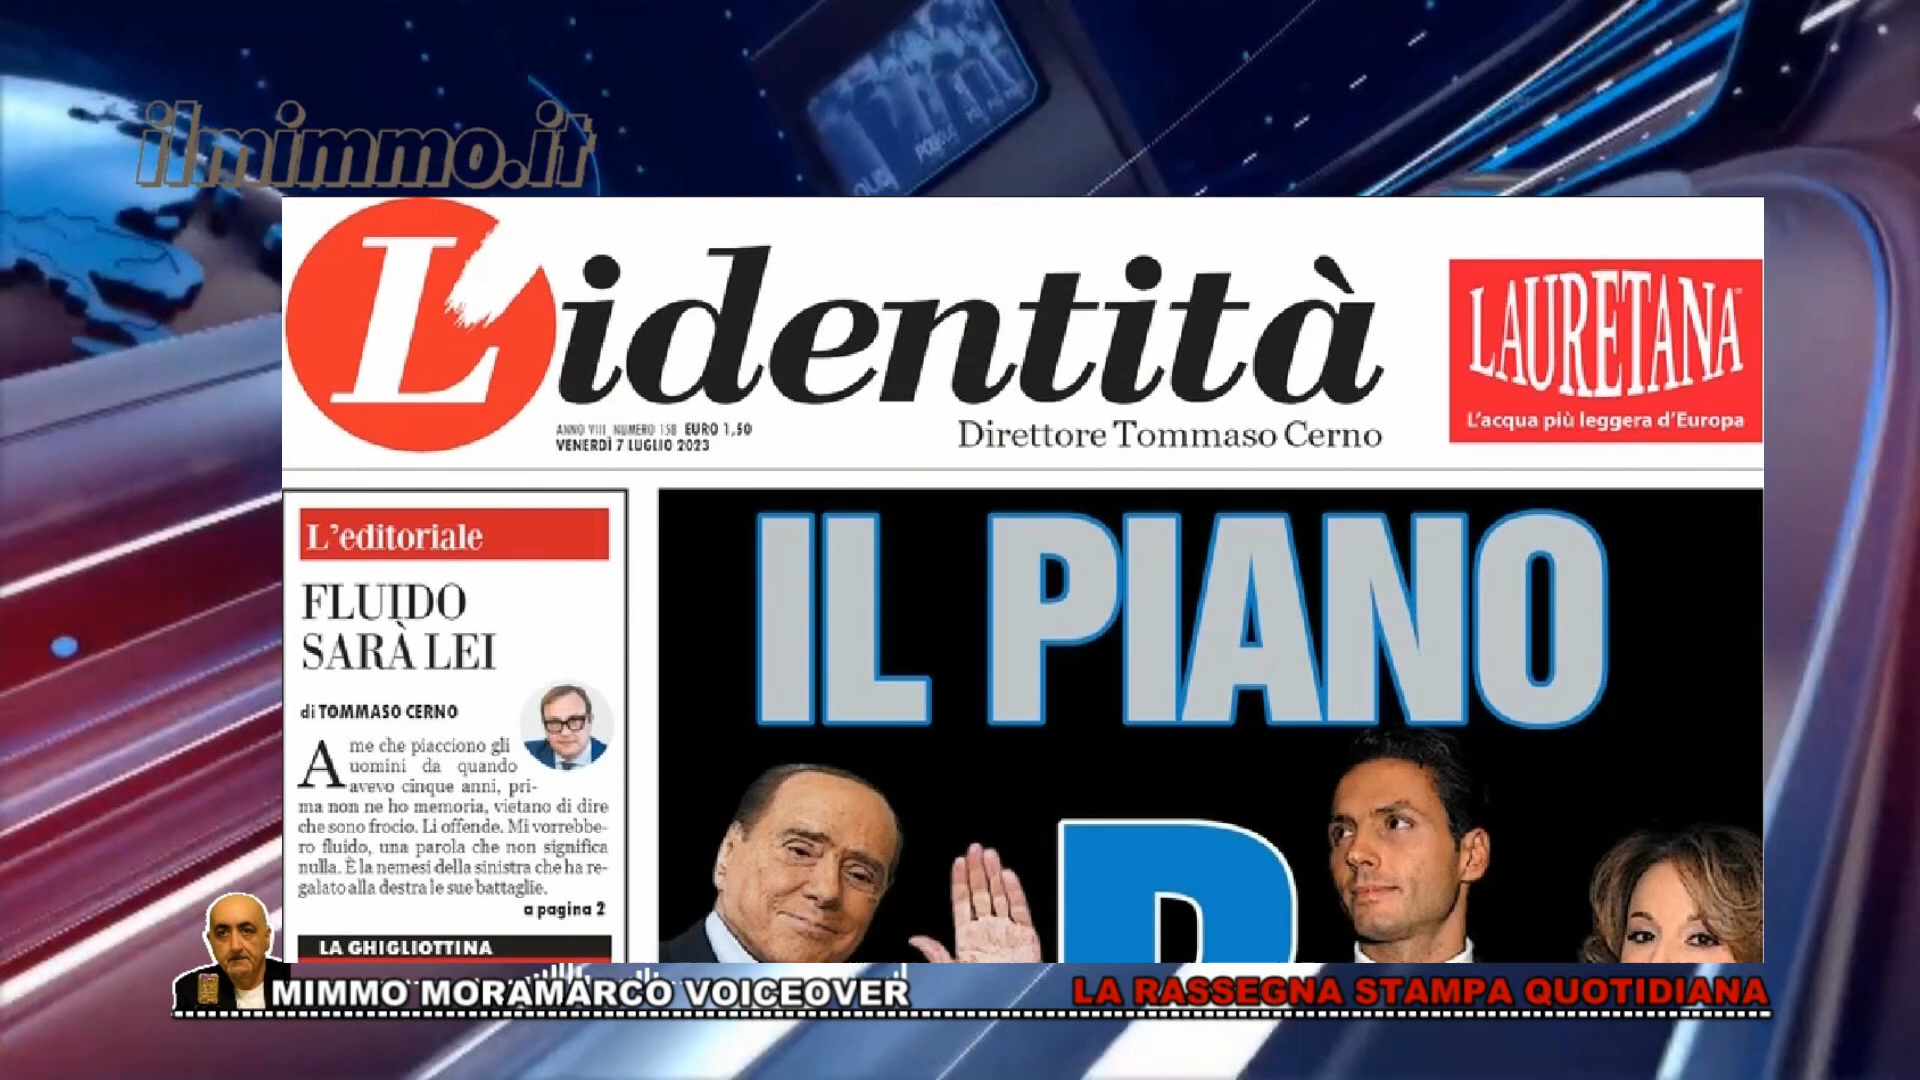 ilmimmo.it
L'identità
LAURETANA
L'acqua più leggera d'Europa
ANNO VIII NUMERO 158 EURO 1,50
VENERDÌ 7 LUGLIO 2023
Direttore Tommaso Cerno
L'editoriale
FLUIDO
SARÀ LEI
di TOMMASO CERNO
A me che piacciono gli
uomini da quando
avevo cinque anni, pri-
ma non ne ho memoria, vietano di dire
che sono frocio. Li offende. Mi vorrebbe-
ro fluido, una parola che non significa
nulla. È la nemesi della sinistra che ha re-
galato alla destra le sue battaglie.
a pagina 2
LA GHIGLIOTTINA
IL PIANO
MIMMO MORAMARCO VOICEOVER
LA RASSEGNA STAMPA QUOTIDIANA